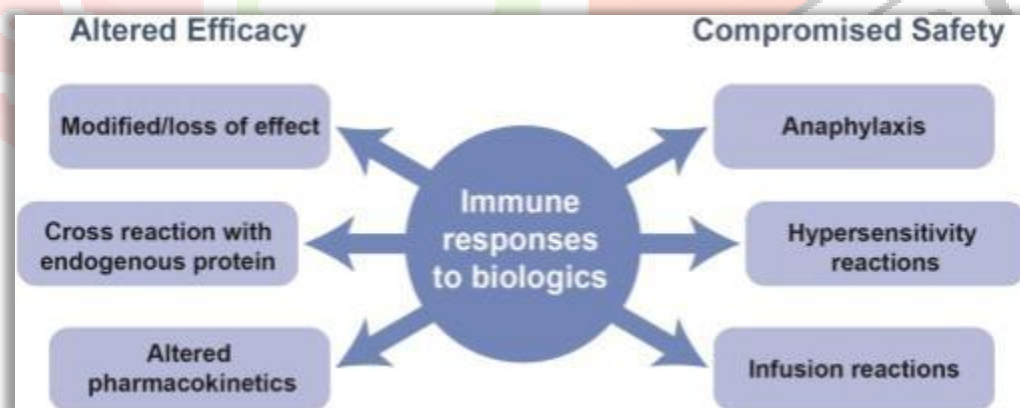 Altered Efficacy
Compromised Safety
Modified/loss of effect
Cross reaction with
endogenous protein
Altered
pharmacokinetics
Immune
responses
to biologics
Anaphylaxis
Hypersensitivity
reactions
Infusion reactions